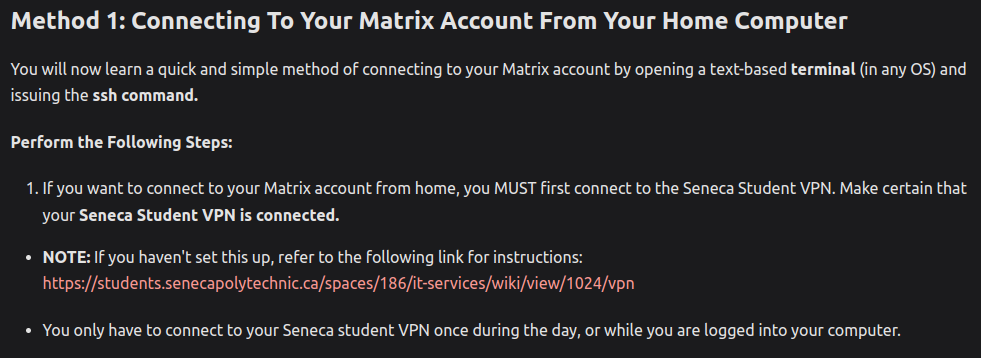 Method 1: Connecting To Your Matrix Account From Your Home Computer
You will now learn a quick and simple method of connecting to your Matrix account by opening a text-based terminal (in any OS) and
issuing the ssh command.
Perform the Following Steps:
1. If you want to connect to your Matrix account from home, you MUST first connect to the Seneca Student VPN. Make certain that
your Seneca Student VPN is connected.
• NOTE: If you haven't set this up, refer to the following link for instructions:
https://students.senecapolytechnic.ca/spaces/186/it-services/wiki/view/1024/vpn
• You only have to connect to your Seneca student VPN once during the day, or while you are logged into your computer.